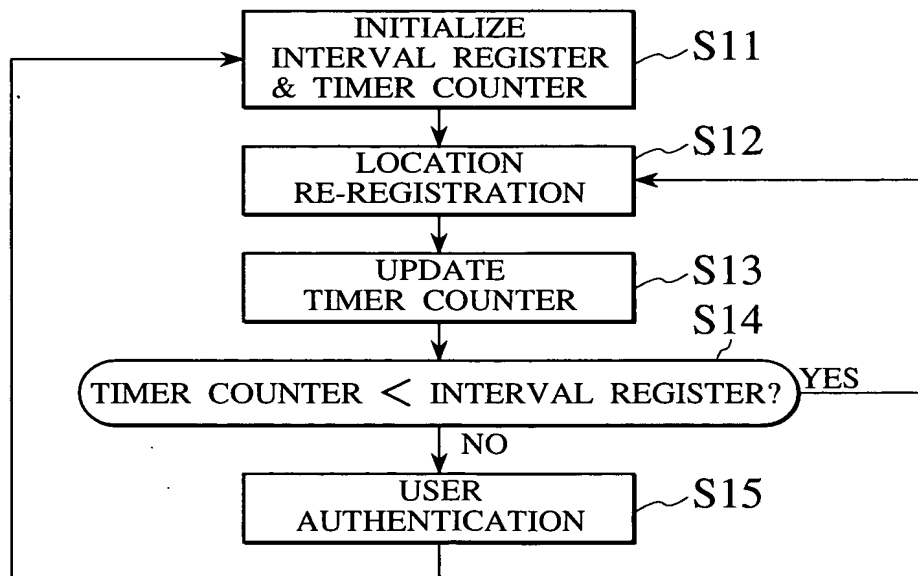 INITIALIZE
INTERVAL REGISTER
& TIMER COUNTER
S11
LOCATION
RE-REGISTRATION
S12
UPDATE
TIMER COUNTER
S13
S14
TIMER COUNTER < INTERVAL REGISTER?
YES
NO
USER
AUTHENTICATION
S15